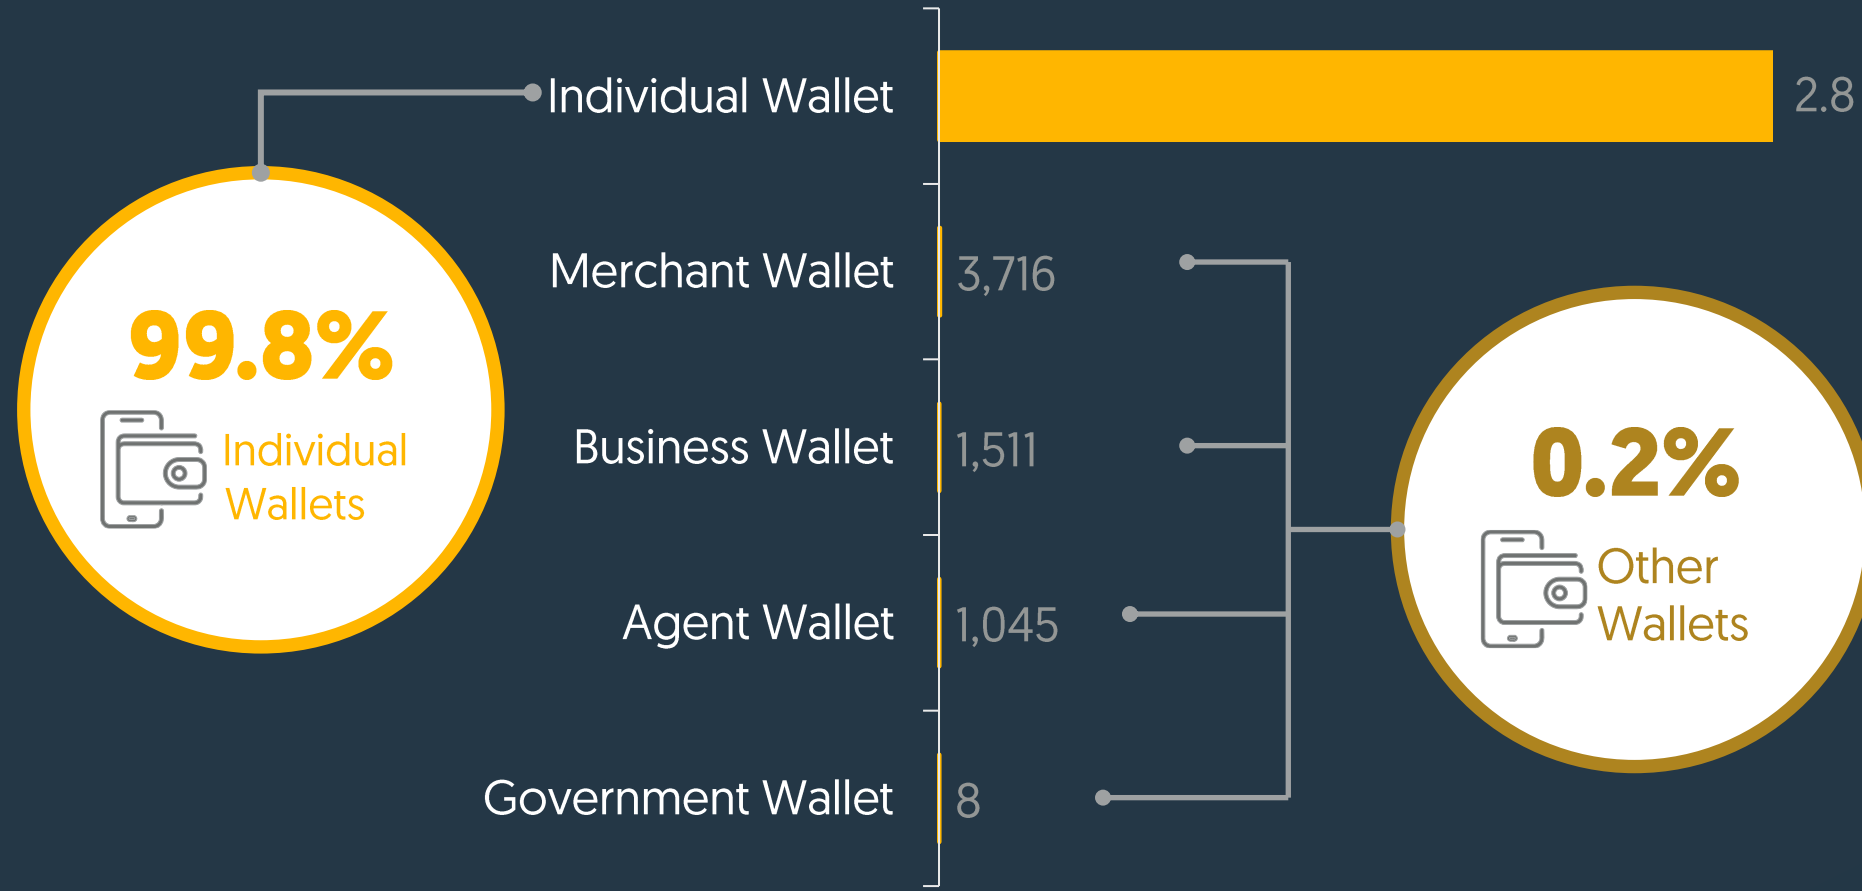 Individual Wallet 2.8
Merchant Wallet 3,716
Business Wallet 1,511
Agent Wallet 1,045
Government Wallet 8
99.8%
Individual
Wallets
0.2%
Other
Wallets